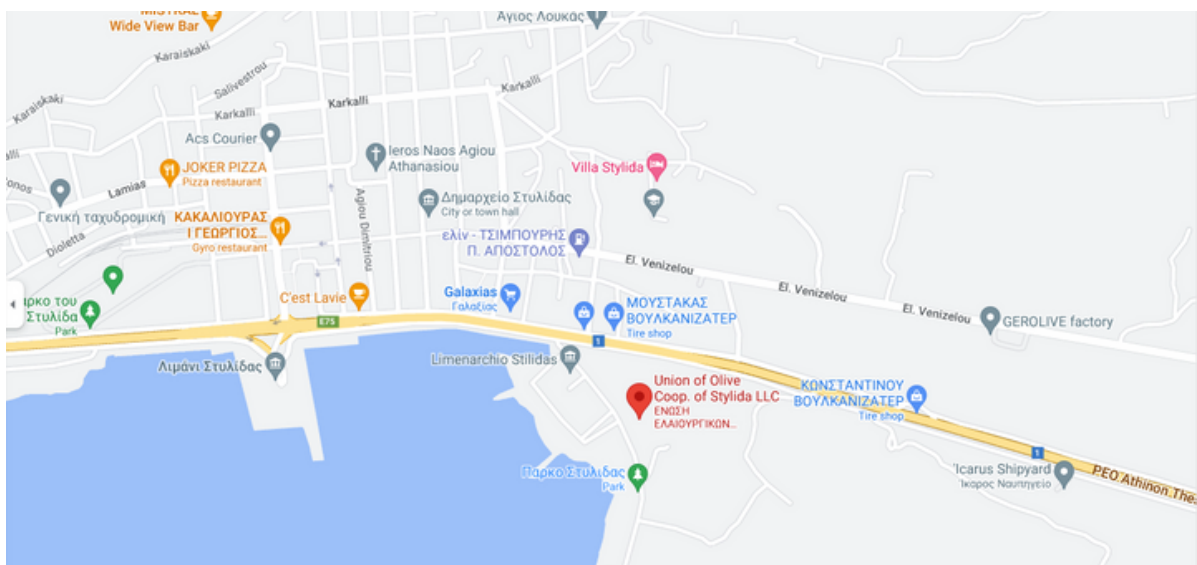 Wide View Bar
Άγιος Λουκάς
Karaiskaki
Salivestrou
Karaiskaki
Karkalli
Karkalli
Karkalli
Acs Courier
Ieros Naos Agiou
Athanasiou
JOKER PIZZA
Pizza restaurant
Lamias
Villa Stylida
Γενική ταχυδρομική
Agiou Dimitriou
Δημαρχείο Στυλίδας
City or town hall
ΚΑΚΑΛΙΟΥΡΑΣ
Ι ΓΕΩΡΓΙΟΣ...
Gyro restaurant
Dioletta
ελίν - ΤΣΙΜΠΟΥΡΗΣ
Π. ΑΠΟΣΤΟΛΟΣ
El. Venizelou
El. Venizelou
El. Venizelou
C'est Lavie
Galaxias
Γαλαξίας
ρκο του
Στυλίδα
Park
ΜΟΥΣΤΑΚΑΣ
ΒΟΥΛΚΑΝΙΖΑΤΕΡ
Tire shop
GEROLIVE factory
E75
1
Λιμάνι Στυλίδας
Limenarchio Stilidas
Union of Olive
Coop. of Stylida LLC
ΕΝΩΣΗ
ΕΛΑΙΟΥΡΓΙΚΩΝ...
ΚΩΝΣΤΑΝΤΙΝΟΥ
ΒΟΥΛΚΑΝΙΖΑΤΕΡ
Tire shop
1
Πάρκο Στυλίδας
Park
Icarus Shipyard
Ίκαρος Ναυπηγείο
PEO Athinon The...